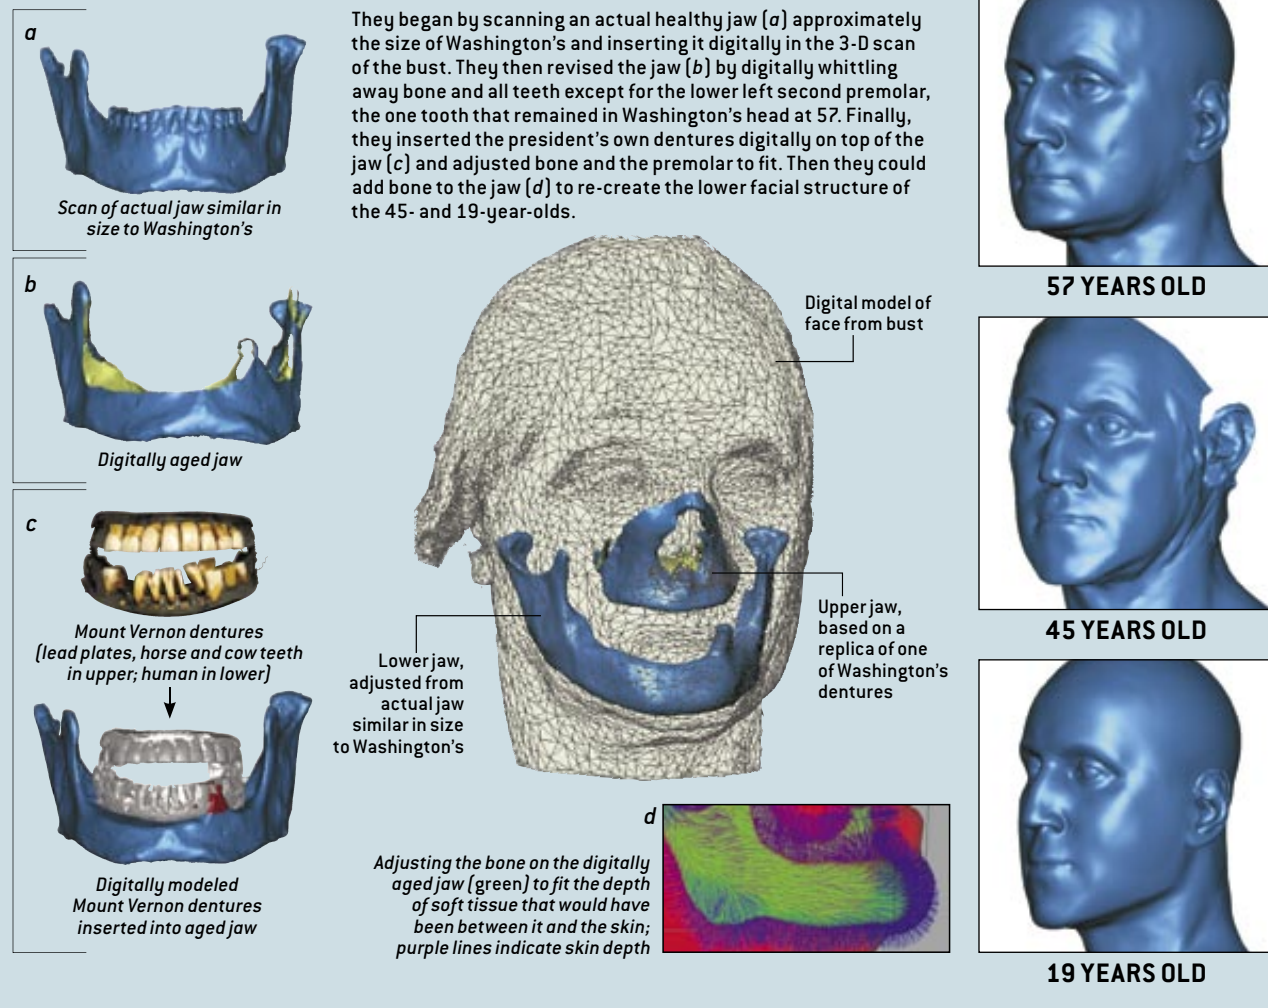 a
Scan of actual jaw similar in
size to Washington's
b
Digitally aged jaw
c
Mount Vernon dentures
(lead plates, horse and cow teeth
in upper; human in lower)
Digitally modeled
Mount Vernon dentures
inserted into aged jaw
They began by scanning an actual healthy jaw (a) approximately
the size of Washington's and inserting it digitally in the 3-D scan
of the bust. They then revised the jaw (b) by digitally whittling
away bone and all teeth except for the lower left second premolar,
the one tooth that remained in Washington's head at 57. Finally,
they inserted the president's own dentures digitally on top of the
jaw (c) and adjusted bone and the premolar to fit. Then they could
add bone to the jaw (d) to re-create the lower facial structure of
the 45- and 19-year-olds.
Digital model of
face from bust
Lower jaw,
adjusted from
actual jaw
similar in size
to Washington's
Upper jaw,
based on a
replica of one
of Washington's
dentures
d
Adjusting the bone on the digitally
aged jaw (green) to fit the depth
of soft tissue that would have
been between it and the skin;
purple lines indicate skin depth
57 YEARS OLD
45 YEARS OLD
19 YEARS OLD